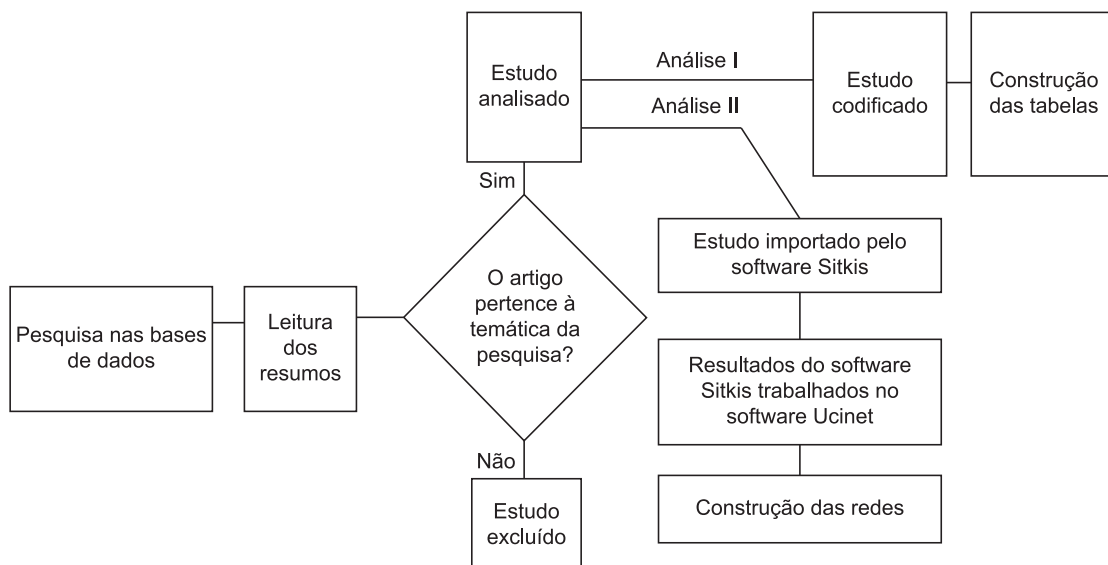 Pesquisa nas bases
de dados
Leitura
dos
resumos
O artigo
pertence à
temática da
pesquisa?
Sim
Estudo
analisado
Análise I
Estudo
codificado
Construção
das tabelas
Análise II
Estudo importado pelo
software Sitkis
Resultados do software
Sitkis trabalhados no
software Ucinet
Construção das redes
Não
Estudo
excluído